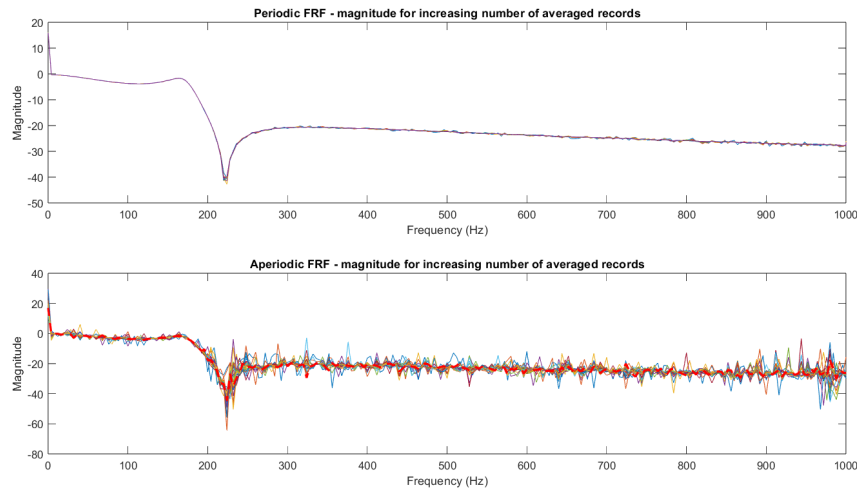 Periodic FRF - magnitude for increasing number of averaged records
20
10
0
-10
-20
-30
-40
-50
Magnitude
0 100 200 300 400 500 600 700 800 900 1000
Frequency (Hz)
Aperiodic FRF - magnitude for increasing number of averaged records
40
20
0
-20
-40
-60
-80
Magnitude
0 100 200 300 400 500 600 700 800 900 1000
Frequency (Hz)